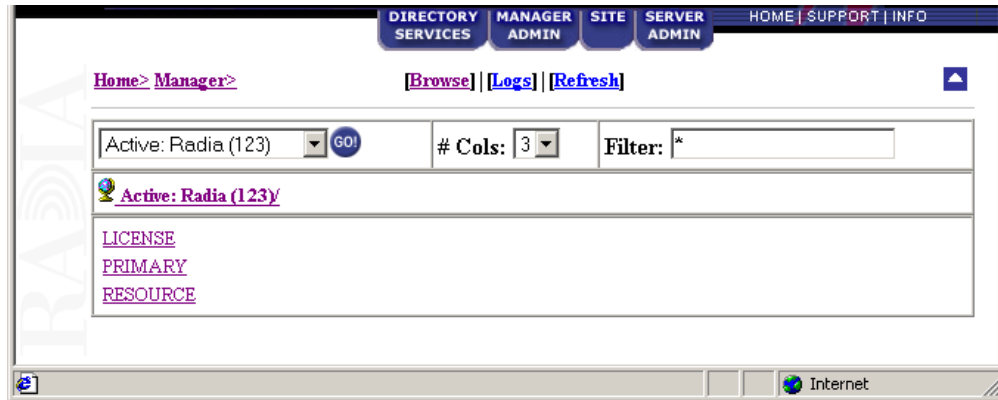 DIRECTORY SERVICES MANAGER ADMIN SITE SERVER ADMIN HOME | SUPPORT | INFO
Home> Manager> [Browse] | [Logs] | [Refresh]
Active: Radia (123) GO! # Cols: 3 Filter: *
Active: Radia (123)/
LICENSE
PRIMARY
RESOURCE
RADIA
Internet